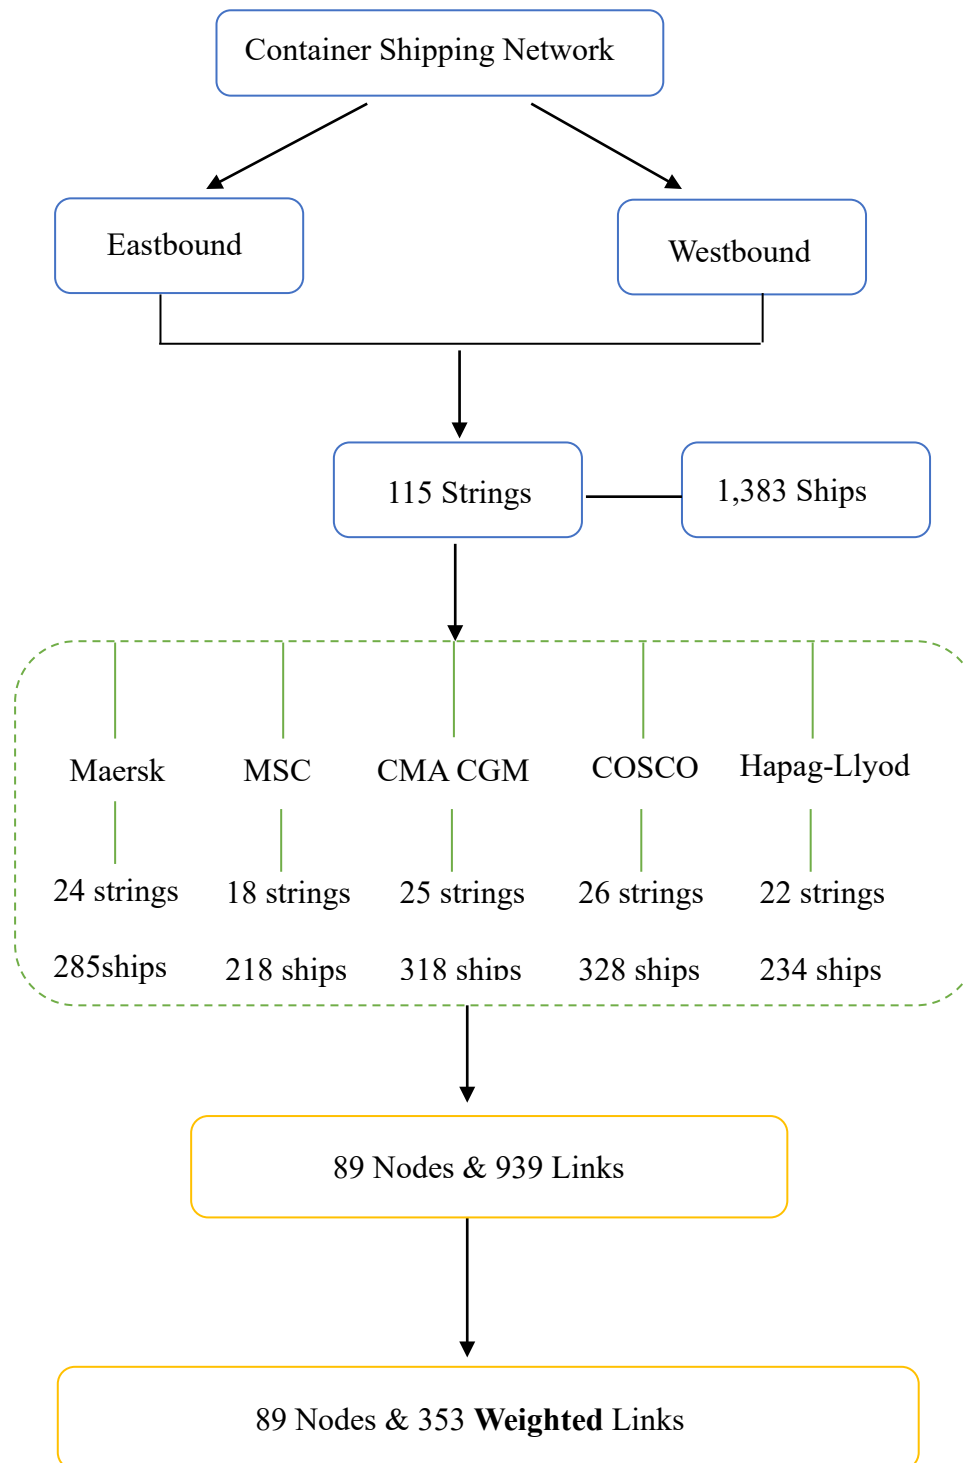 Container Shipping Network
Eastbound
Westbound
115 Strings
1,383 Ships
Maersk
MSC
CMA CGM
COSCO
Hapag-Llyod
24 strings
18 strings
25 strings
26 strings
22 strings
285ships
218 ships
318 ships
328 ships
234 ships
89 Nodes & 939 Links
89 Nodes & 353 Weighted Links